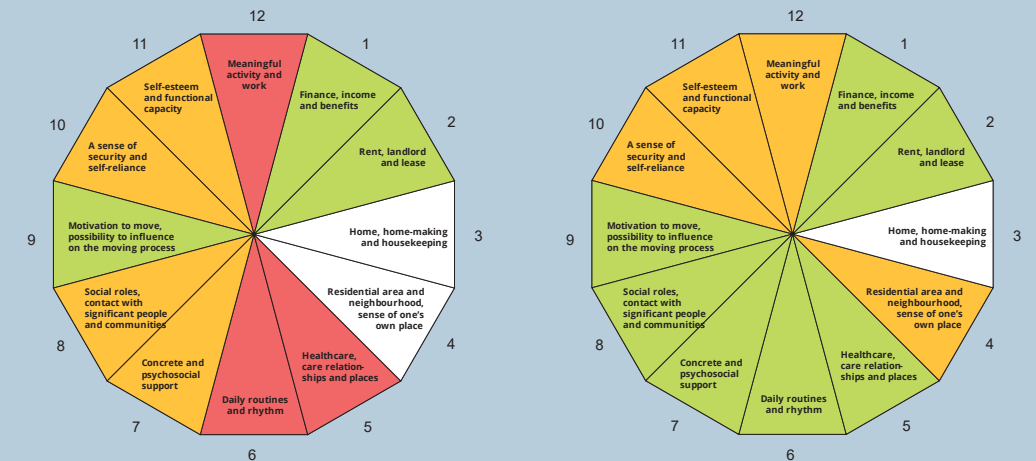 12
11
1
Meaningful
activity and
work
Self-esteem
and functional
capacity
Finance, income
and benefits
10
2
A sense of
security and
self-reliance
Rent, landlord
and lease
9
Motivation to move,
possibility to influence
on the moving process
Home, home-making
and housekeeping
3
Social roles,
contact with
significant people
and communities
Residential area and
neighbourhood,
sense of one's
own place
8
4
Concrete and
psychosocial
support
Healthcare,
care relation-
ships and places
Daily routines
and rhythm
7
5
6
12
11
1
Meaningful
activity and
work
Self-esteem
and functional
capacity
Finance, income
and benefits
10
2
A sense of
security and
self-reliance
Rent, landlord
and lease
9
Motivation to move,
possibility to influence
on the moving process
Home, home-making
and housekeeping
3
Social roles,
contact with
significant people
and communities
Residential area and
neighbourhood,
sense of one's
own place
8
4
Concrete and
psychosocial
support
Healthcare,
care relation-
ships and places
Daily routines
and rhythm
7
5
6